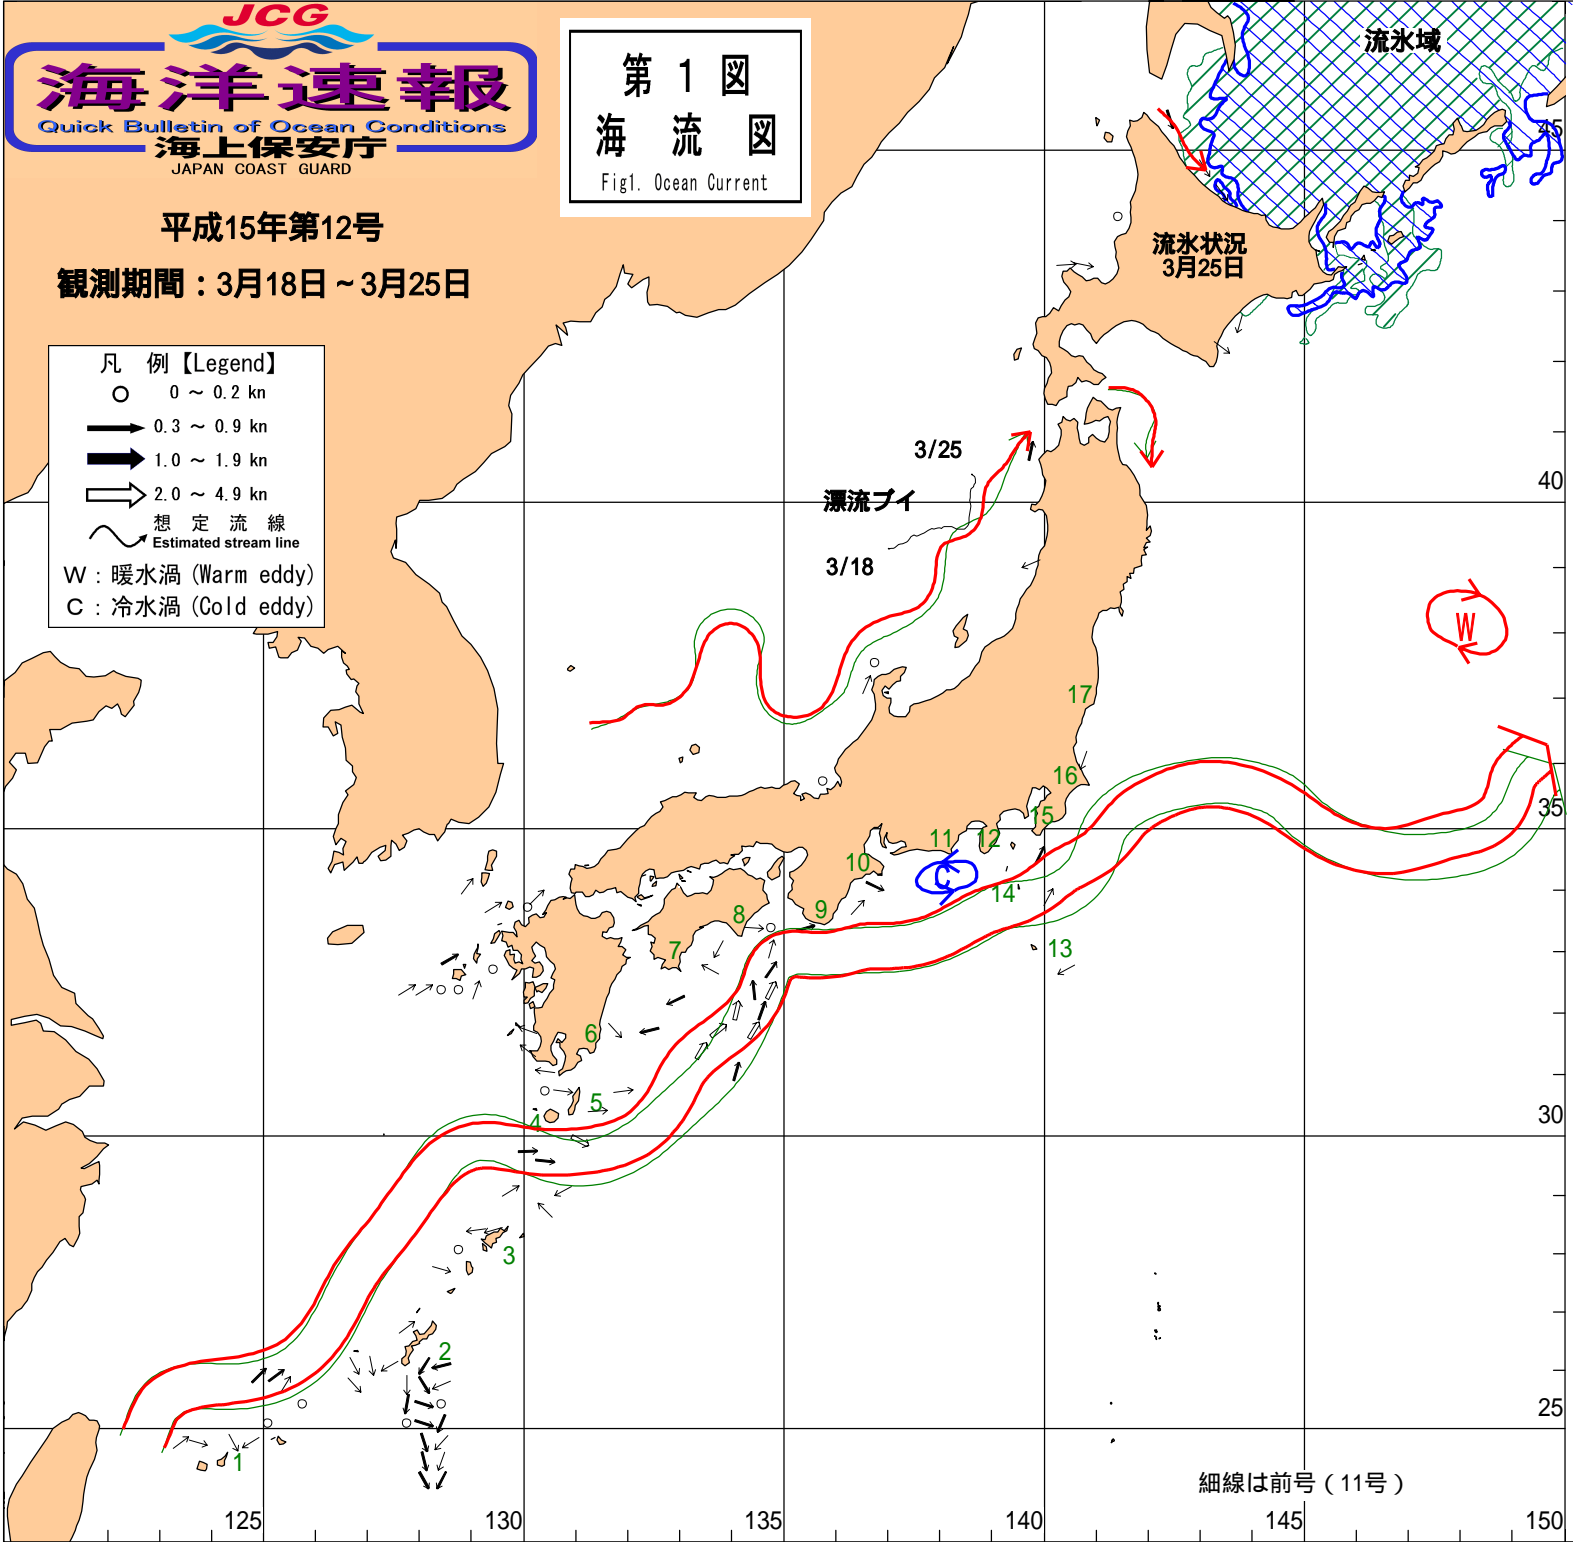 JCG
海洋速報
Quick Bulletin of Ocean Conditions
海上保安庁
JAPAN COAST GUARD
平成15年第12号
観測期間：3月18日～3月25日
第 1 図
海 流 図
Fig1. Ocean Current
凡 例【Legend】
0 ～ 0.2 kn
0.3 ～ 0.9 kn
1.0 ～ 1.9 kn
2.0 ～ 4.9 kn
想 定 流 線
Estimated stream line
W : 暖水渦 (Warm eddy)
C : 冷水渦 (Cold eddy)
流氷域
45
流氷状況
3月25日
3/25
漂流ブイ
3/18
40
W
17
16
15
35
12
11
10
C
14
9
8
7
13
6
5
4
30
3
2
25
1
細線は前号（11号）
125
130
135
140
145
150